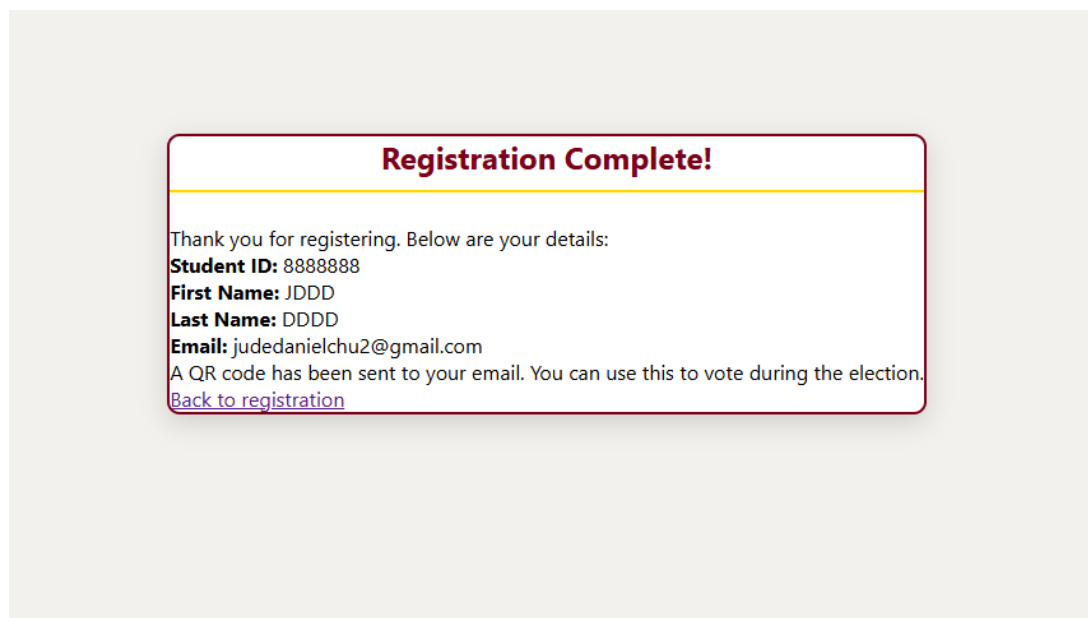 Registration Complete!
Thank you for registering. Below are your details:
Student ID: 8888888
First Name: JDDD
Last Name: DDDD
Email: judedanielchu2@gmail.com
A QR code has been sent to your email. You can use this to vote during the election.
Back to registration